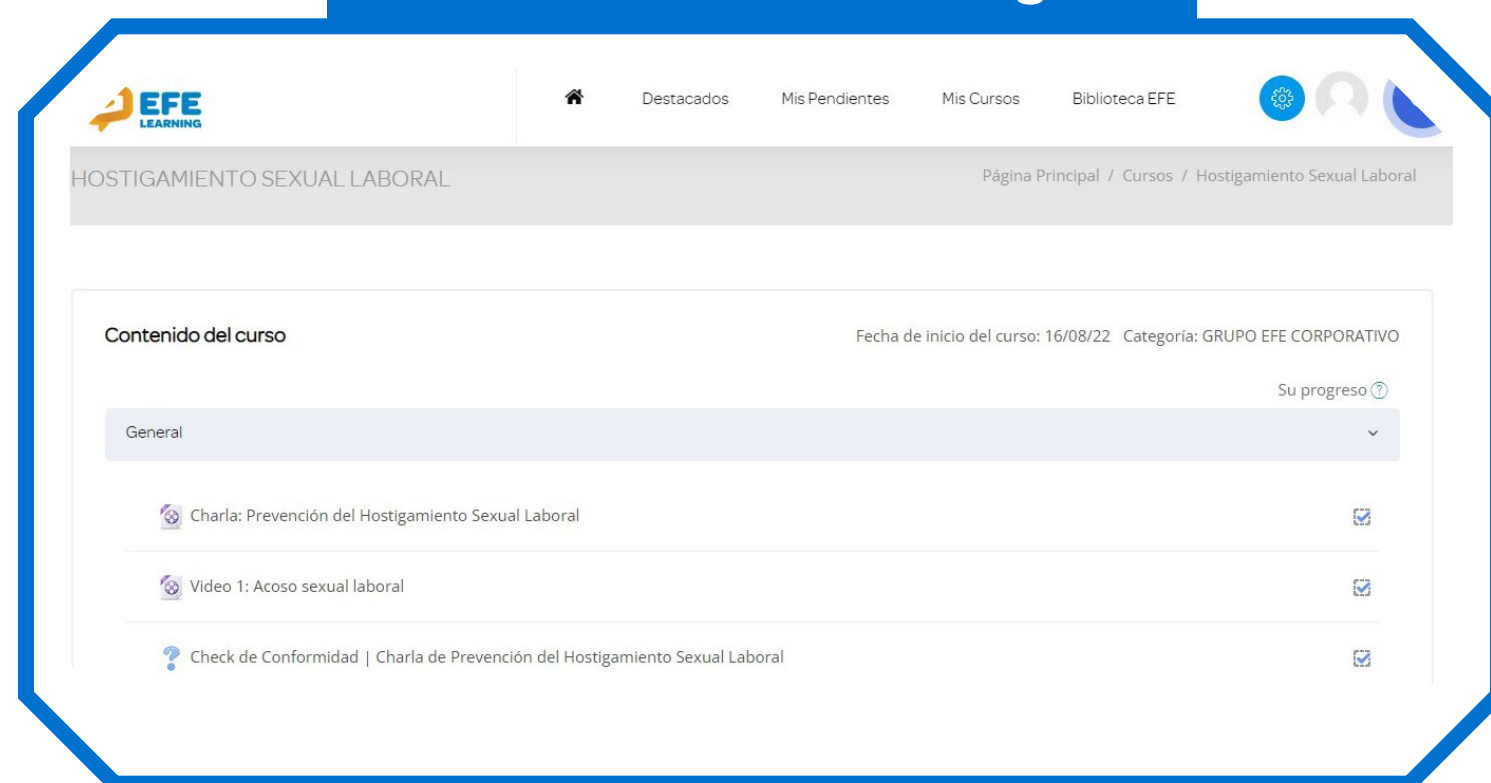 EFE
LEARNING
Destacados Mis Pendientes Mis Cursos Biblioteca EFE
HOSTIGAMIENTO SEXUAL LABORAL
Página Principal / Cursos / Hostigamiento Sexual Laboral
Contenido del curso
Fecha de inicio del curso: 16/08/22 Categoría: GRUPO EFE CORPORATIVO
Su progreso ?
General
Charla: Prevención del Hostigamiento Sexual Laboral
Video 1: Acoso sexual laboral
Check de Conformidad | Charla de Prevención del Hostigamiento Sexual Laboral